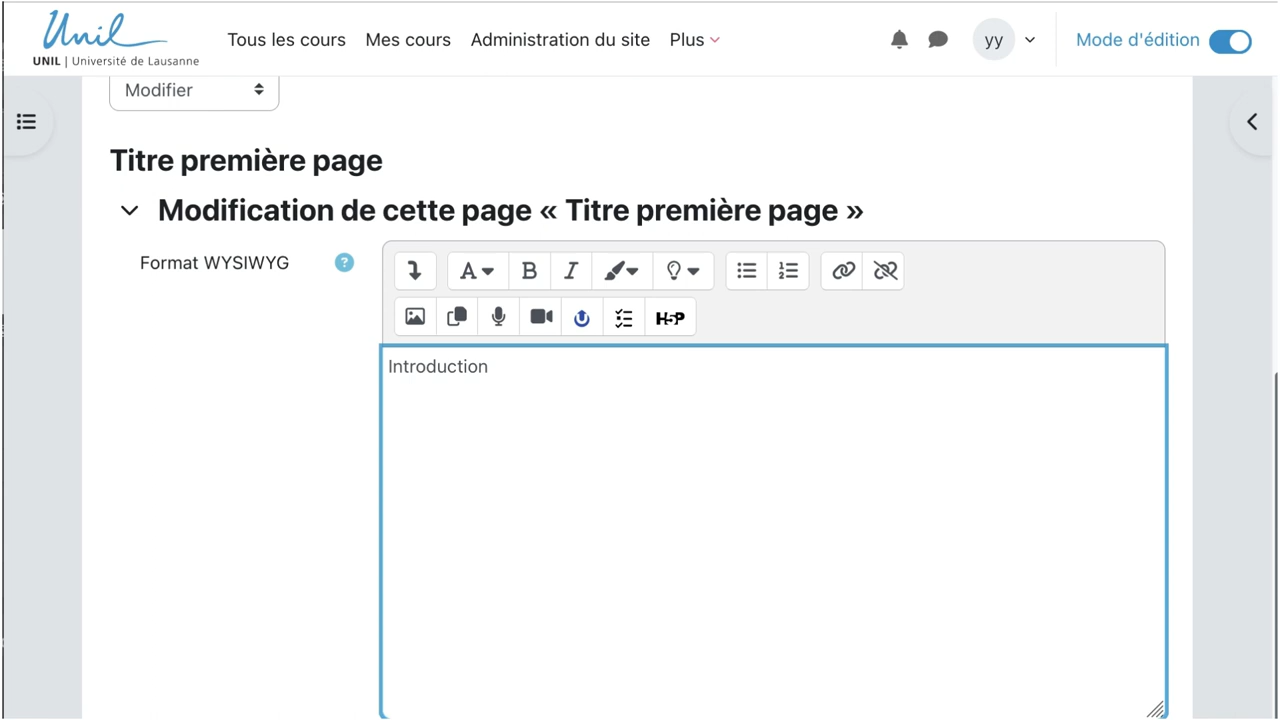 Unil
UNIL | Université de Lausanne
Tous les cours Mes cours Administration du site Plus
yy
Mode d'édition
Modifier
Titre première page
Modification de cette page « Titre première page »
Format WYSIWYG ?
A B I
H5P
Introduction